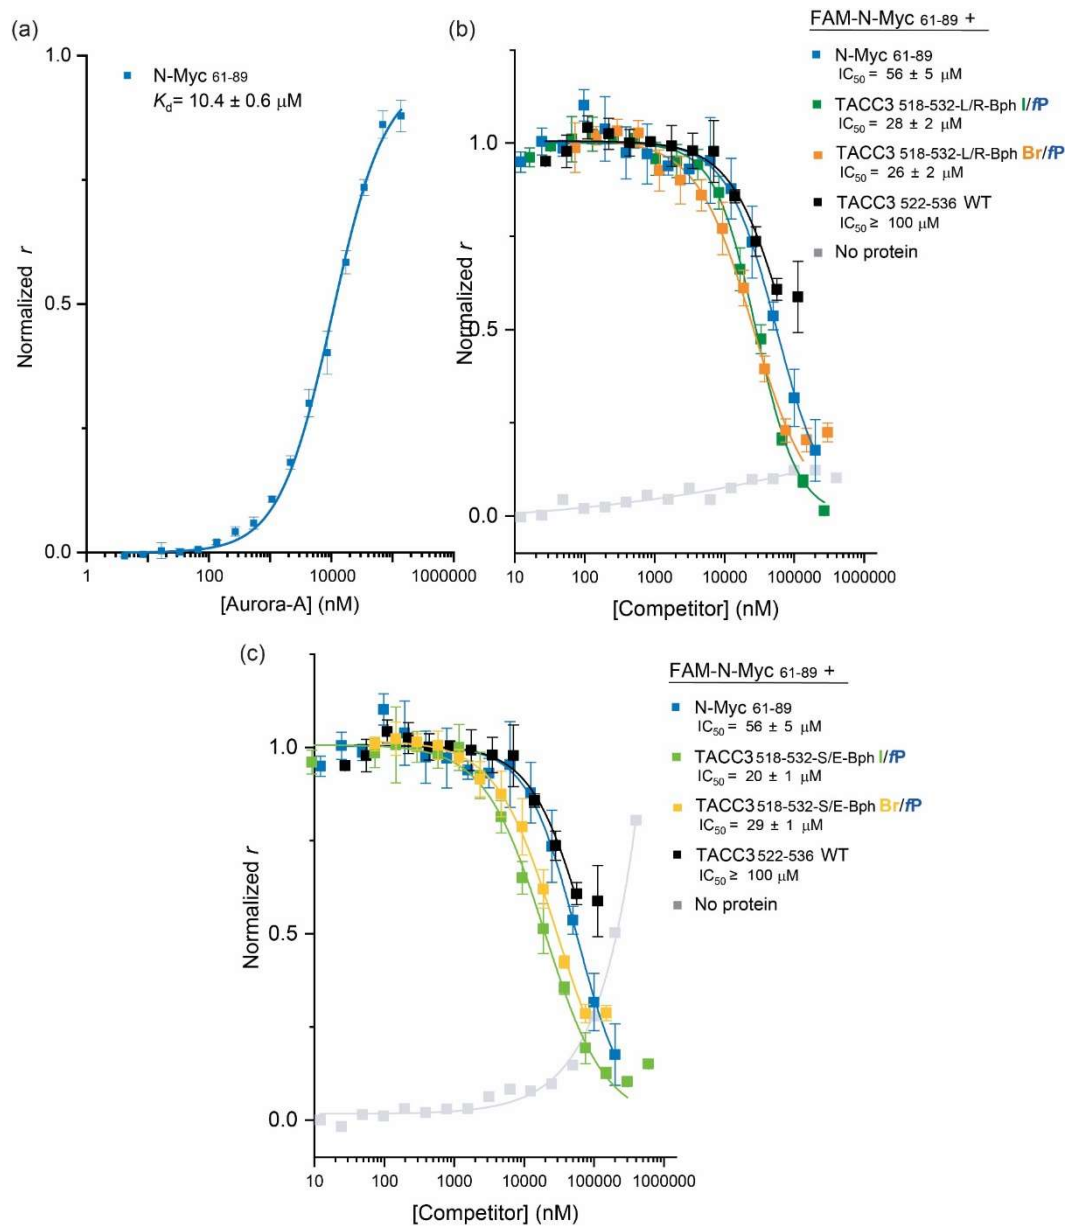 (a)
1.0
0.5
0.0
Normalized r
N-Myc 61-89
Kd= 10.4 ± 0.6 μM
1 100 10000 1000000
[Aurora-A] (nM)
(b)
1.0
0.5
0.0
Normalized r
10 100 1000 10000 100000 1000000
[Competitor] (nM)
FAM-N-Myc 61-89 +
N-Myc 61-89
IC50 = 56 ± 5 μM
TACC3 518-532-L/R-Bph I/fP
IC50 = 28 ± 2 μM
TACC3 518-532-L/R-Bph Br/fP
IC50 = 26 ± 2 μM
TACC3 522-536 WT
IC50 ≥ 100 μM
No protein
(c)
1.0
0.5
0.0
Normalized r
10 100 1000 10000 100000 1000000
[Competitor] (nM)
FAM-N-Myc 61-89 +
N-Myc 61-89
IC50 = 56 ± 5 μM
TACC3 518-532-S/E-Bph I/fP
IC50 = 20 ± 1 μM
TACC3 518-532-S/E-Bph Br/fP
IC50 = 29 ± 1 μM
TACC3 522-536 WT
IC50 ≥ 100 μM
No protein